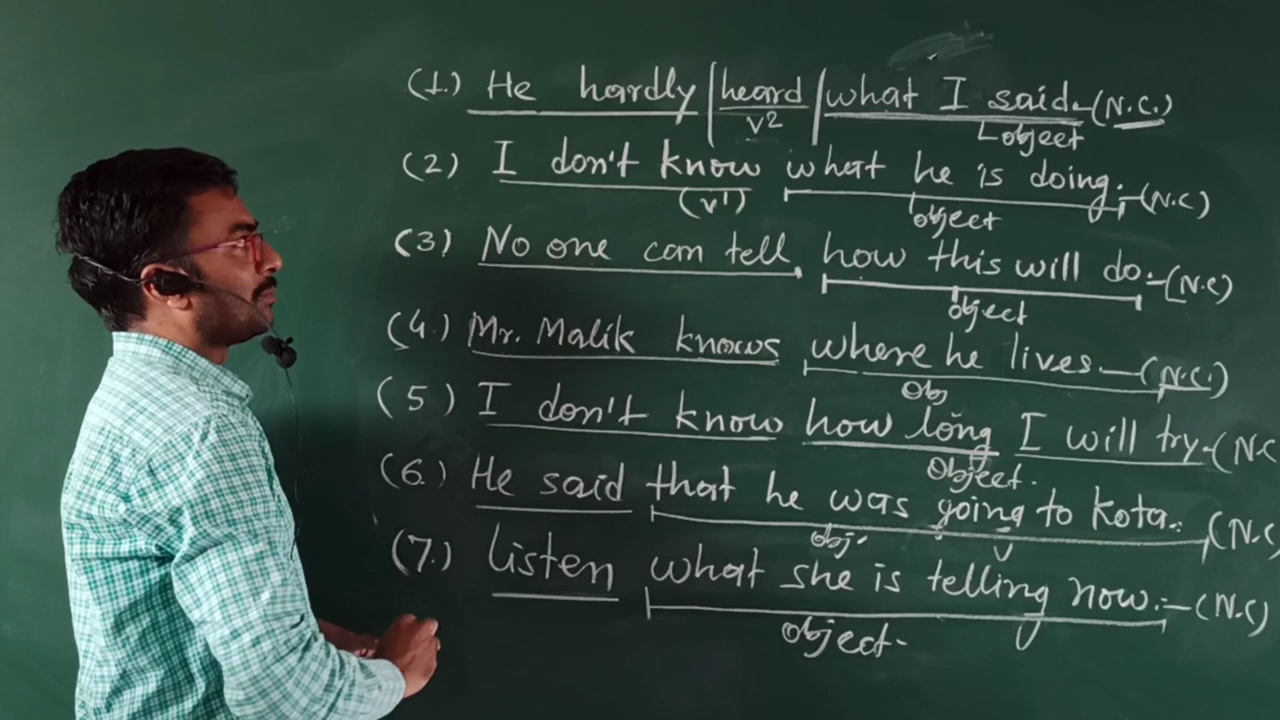 (1.) He hardly | heard | what I said - (N.C.)
v² object
(2) I don't know what he is doing. - (N.C)
(v¹) object
(3) No one can tell how this will do. - (N.C)
object
(4.) Mr. Malik knows where he lives. - (N.C.)
Obj
(5) I don't know how long I will try - (N.C
Object.
(6.) He said that he was going to Kota. (N.C)
obj.
(7.) Listen what she is telling now. - (N.C)
Object-